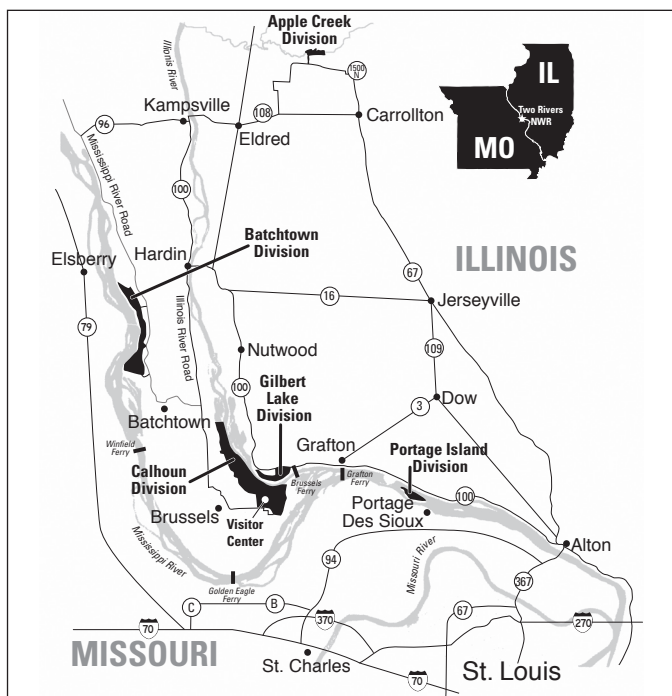 Apple Creek
Division
Illionis River
1500
N
IL
Two Rivers
NWR
MO
Kampsville
108
Carrollton
96
Eldred
Mississippi River Road
100
Batchtown
Division
Elsberry
Hardin
ILLINOIS
67
Illinois River Road
16
Jerseyville
79
109
Nutwood
100
Gilbert
Lake
Division
3
Dow
Batchtown
Grafton
Winfield
Ferry
Calhoun
Division
Brussels
Ferry
Grafton
Ferry
Portage Island
Division
100
Brussels
Visitor
Center
Portage
Des Sioux
Mississippi River
Alton
94
Missouri River
367
Golden Eagle
Ferry
C
B
370
67
270
70
MISSOURI
St. Charles
St. Louis
70